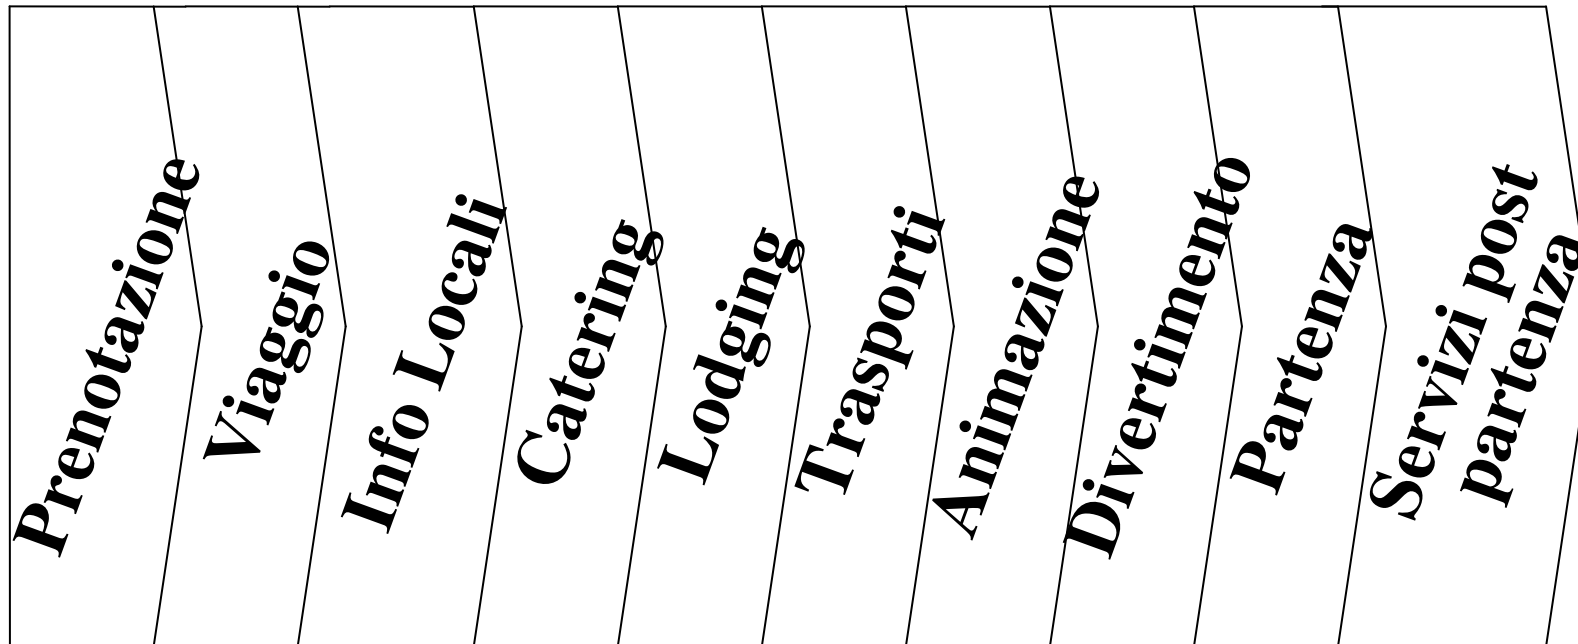 Prenotazione
Viaggio
Info Locali
Catering
Lodging
Trasporti
Animazione
Divertimento
Partenza
Servizi post
partenza